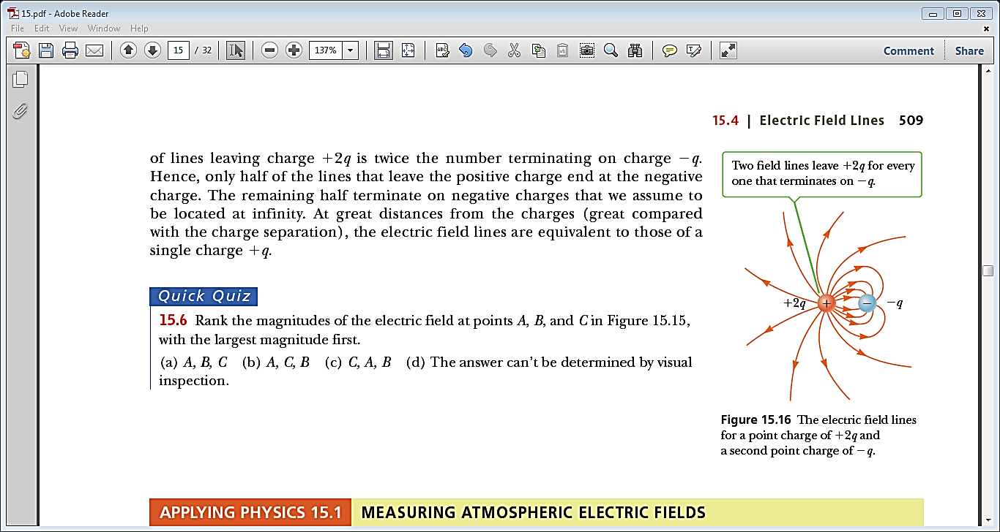 15.pdf - Adobe Reader
File Edit View Window Help
15 / 32 137% Comment Share
15.4 | Electric Field Lines 509
of lines leaving charge +2q is twice the number terminating on charge −q.
Hence, only half of the lines that leave the positive charge end at the negative
charge. The remaining half terminate on negative charges that we assume to
be located at infinity. At great distances from the charges (great compared
with the charge separation), the electric field lines are equivalent to those of a
single charge +q.
Quick Quiz
15.6 Rank the magnitudes of the electric field at points A, B, and C in Figure 15.15,
with the largest magnitude first.
(a) A, B, C (b) A, C, B (c) C, A, B (d) The answer can't be determined by visual
inspection.
Two field lines leave +2q for every
one that terminates on −q.
+2q + − −q
Figure 15.16 The electric field lines
for a point charge of +2q and
a second point charge of −q.
APPLYING PHYSICS 15.1 MEASURING ATMOSPHERIC ELECTRIC FIELDS